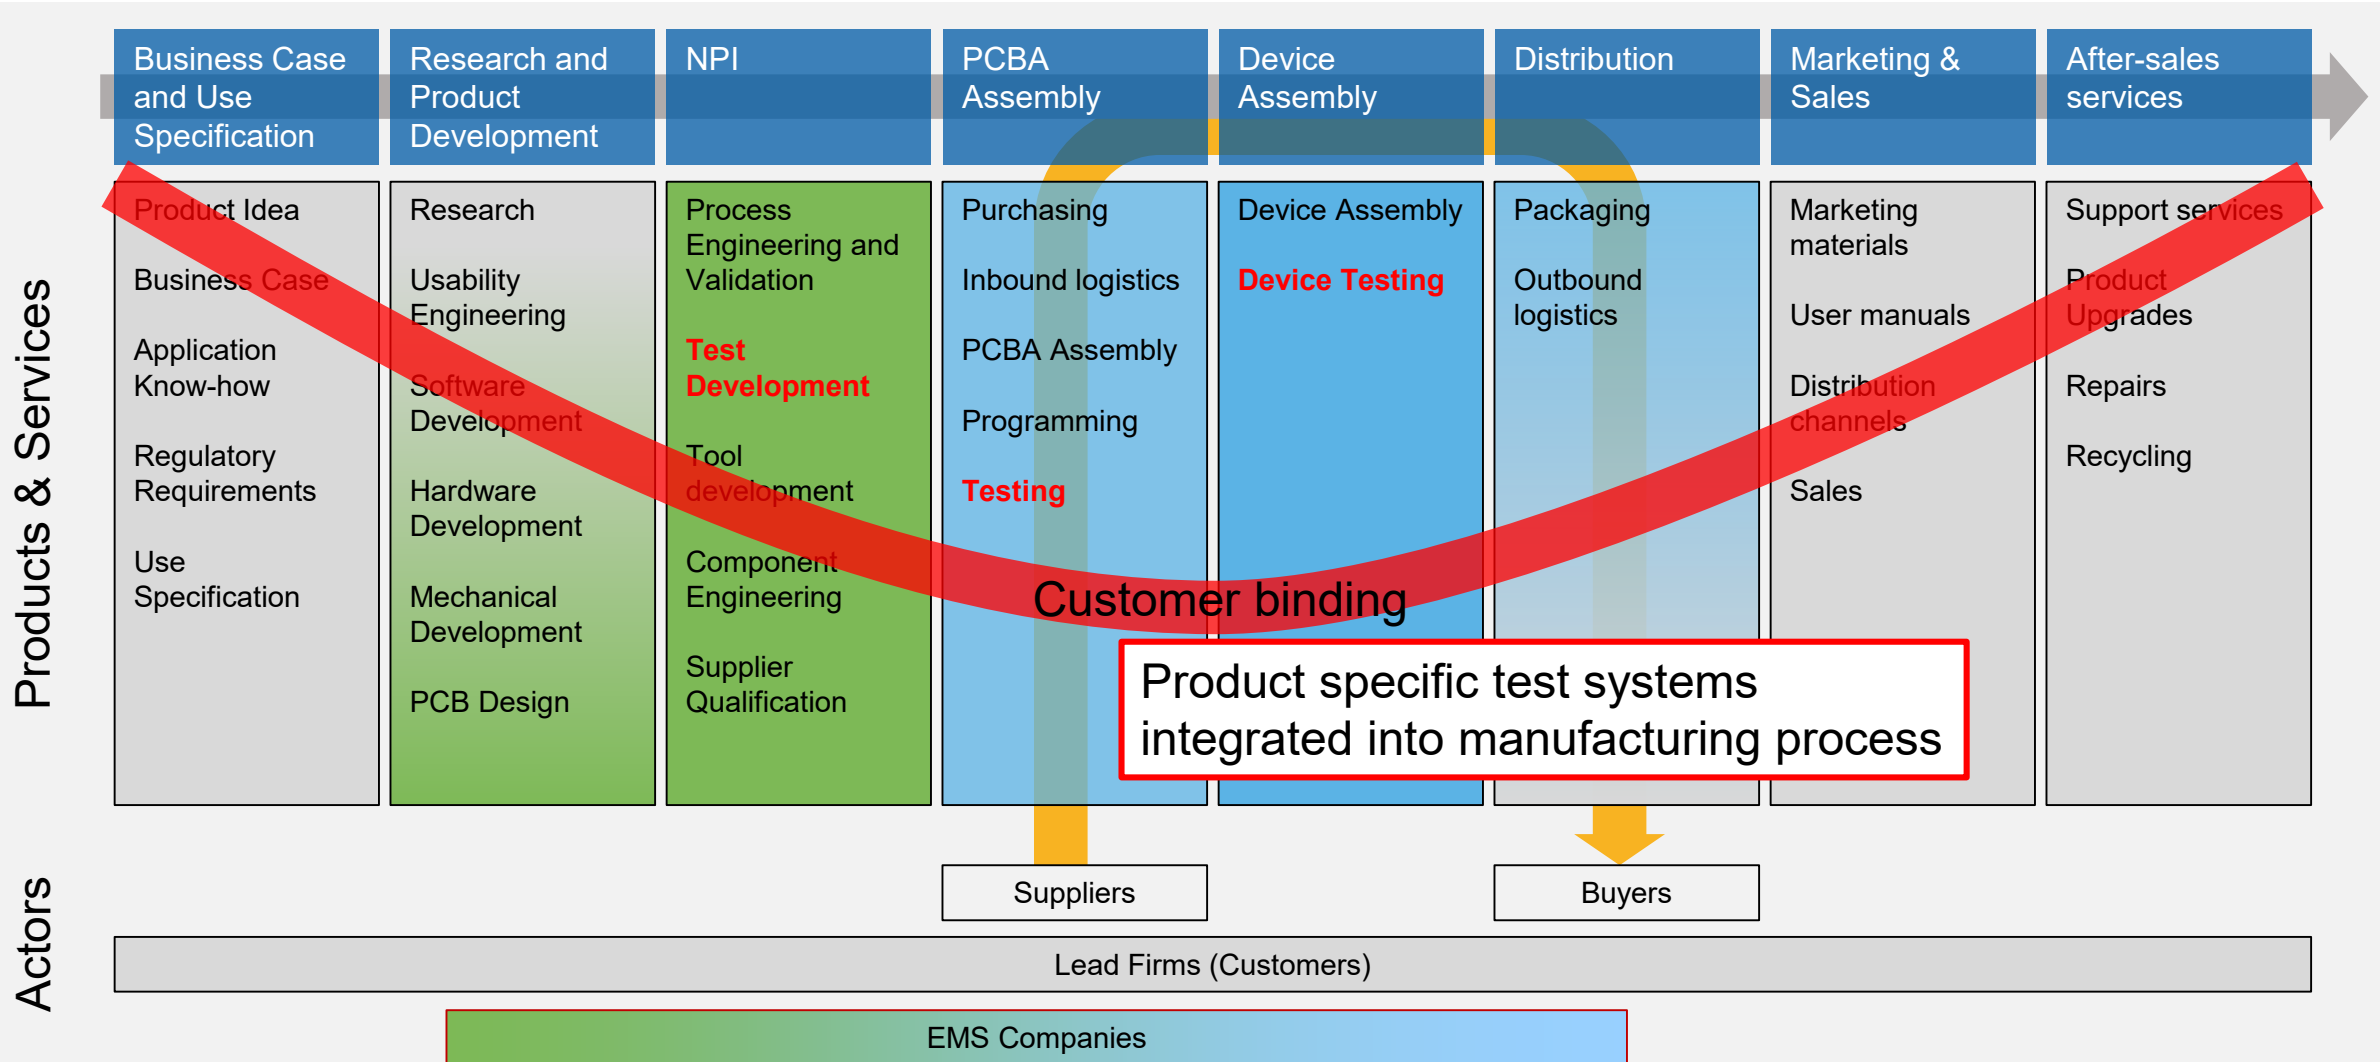 Business Case
and Use
Specification
Research and
Product
Development
NPI
PCBA
Assembly
Device
Assembly
Distribution
Marketing &
Sales
After-sales
services
Products & Services
Product Idea
Business Case
Application
Know-how
Regulatory
Requirements
Use
Specification
Research
Usability
Engineering
Software
Development
Hardware
Development
Mechanical
Development
PCB Design
Process
Engineering and
Validation
Test
Development
Tool
development
Component
Engineering
Supplier
Qualification
Purchasing
Inbound logistics
PCBA Assembly
Programming
Testing
Device Assembly
Device Testing
Packaging
Outbound
logistics
Marketing
materials
User manuals
Distribution
channels
Sales
Support services
Product
Upgrades
Repairs
Recycling
Customer binding
Product specific test systems
integrated into manufacturing process
Actors
Suppliers
Buyers
Lead Firms (Customers)
EMS Companies